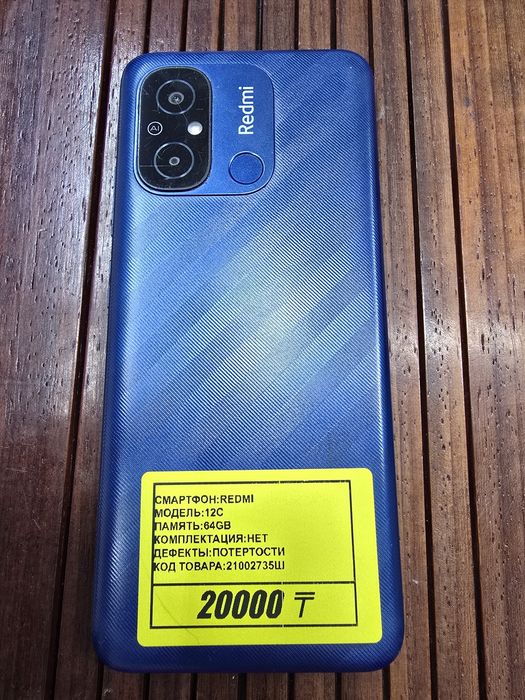 AI
Redmi
СМАРТФОН:REDMI
МОДЕЛЬ:12C
ПАМЯТЬ:64GB
КОМПЛЕКТАЦИЯ:НЕТ
ДЕФЕКТЫ:ПОТЕРТОСТИ
КОД ТОВАРА:21002735Ш
20000 ₸